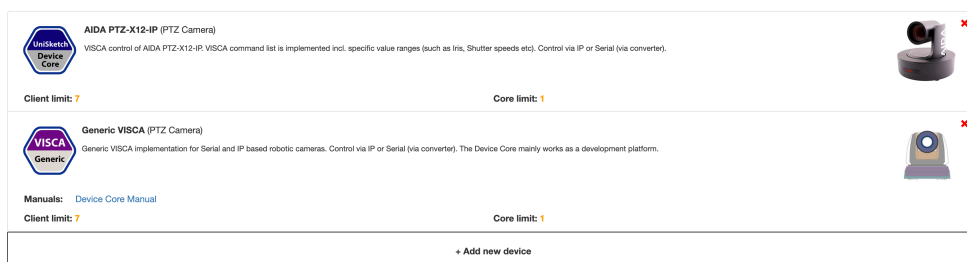 AIDA PTZ-X12-IP (PTZ Camera)
UniSketch
Device
Core
VISCA control of AIDA PTZ-X12-IP. VISCA command list is implemented incl. specific value ranges (such as Iris, Shutter speeds etc). Control via IP or Serial (via converter).
AIDA
Client limit: 7 Core limit: 1
Generic VISCA (PTZ Camera)
VISCA
Generic
Generic VISCA implementation for Serial and IP based robotic cameras. Control via IP or Serial (via converter). The Device Core mainly works as a development platform.
Manuals: Device Core Manual
Client limit: 7 Core limit: 1
+ Add new device